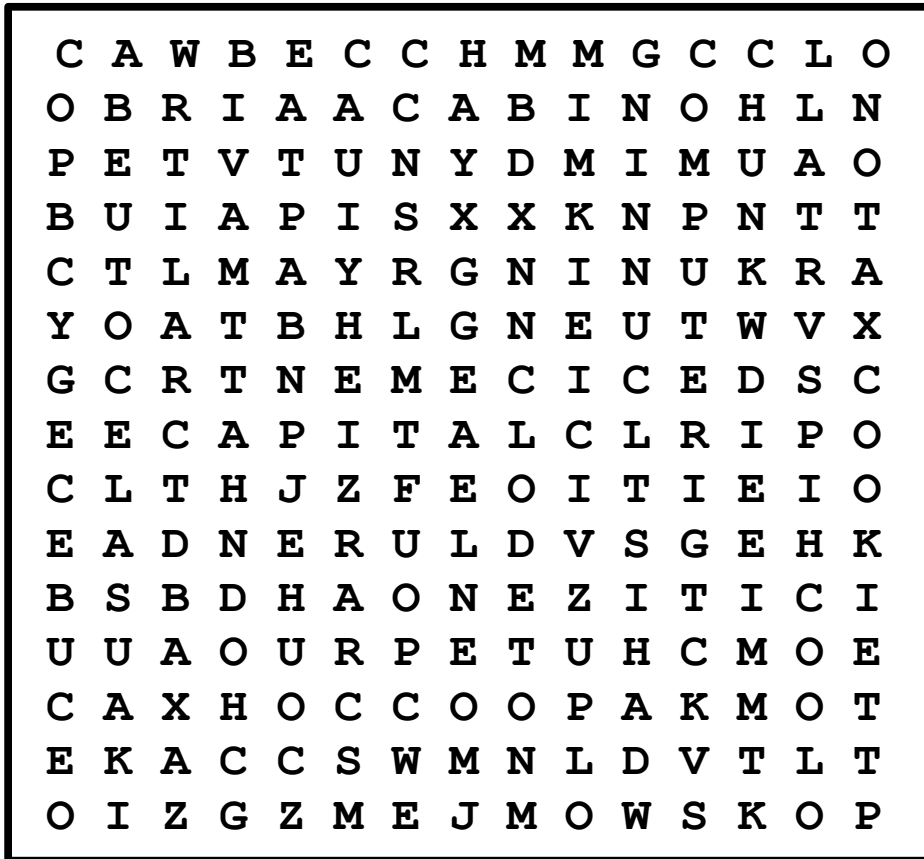 C A W B E C C H M M G C C L O
O B R I A A C A B I N O H L N
P E T V T U N Y D M I M U A O
B U I A P I S X X K N P N T T
C T L M A Y R G N I N U K R A
Y O A T B H L G N E U T W V X
G C R T N E M E C I C E D S C
E E C A P I T A L C L R I P O
C L T H J Z F E O I T I E I O
E A D N E R U L D V S G E H K
B S B D H A O N E Z I T I C I
U U A O U R P E T U H C M O E
C A X H O C C O O P A K M O T
E K A C C S W M N L D V T L T
O I Z G Z M E J M O W S K O P